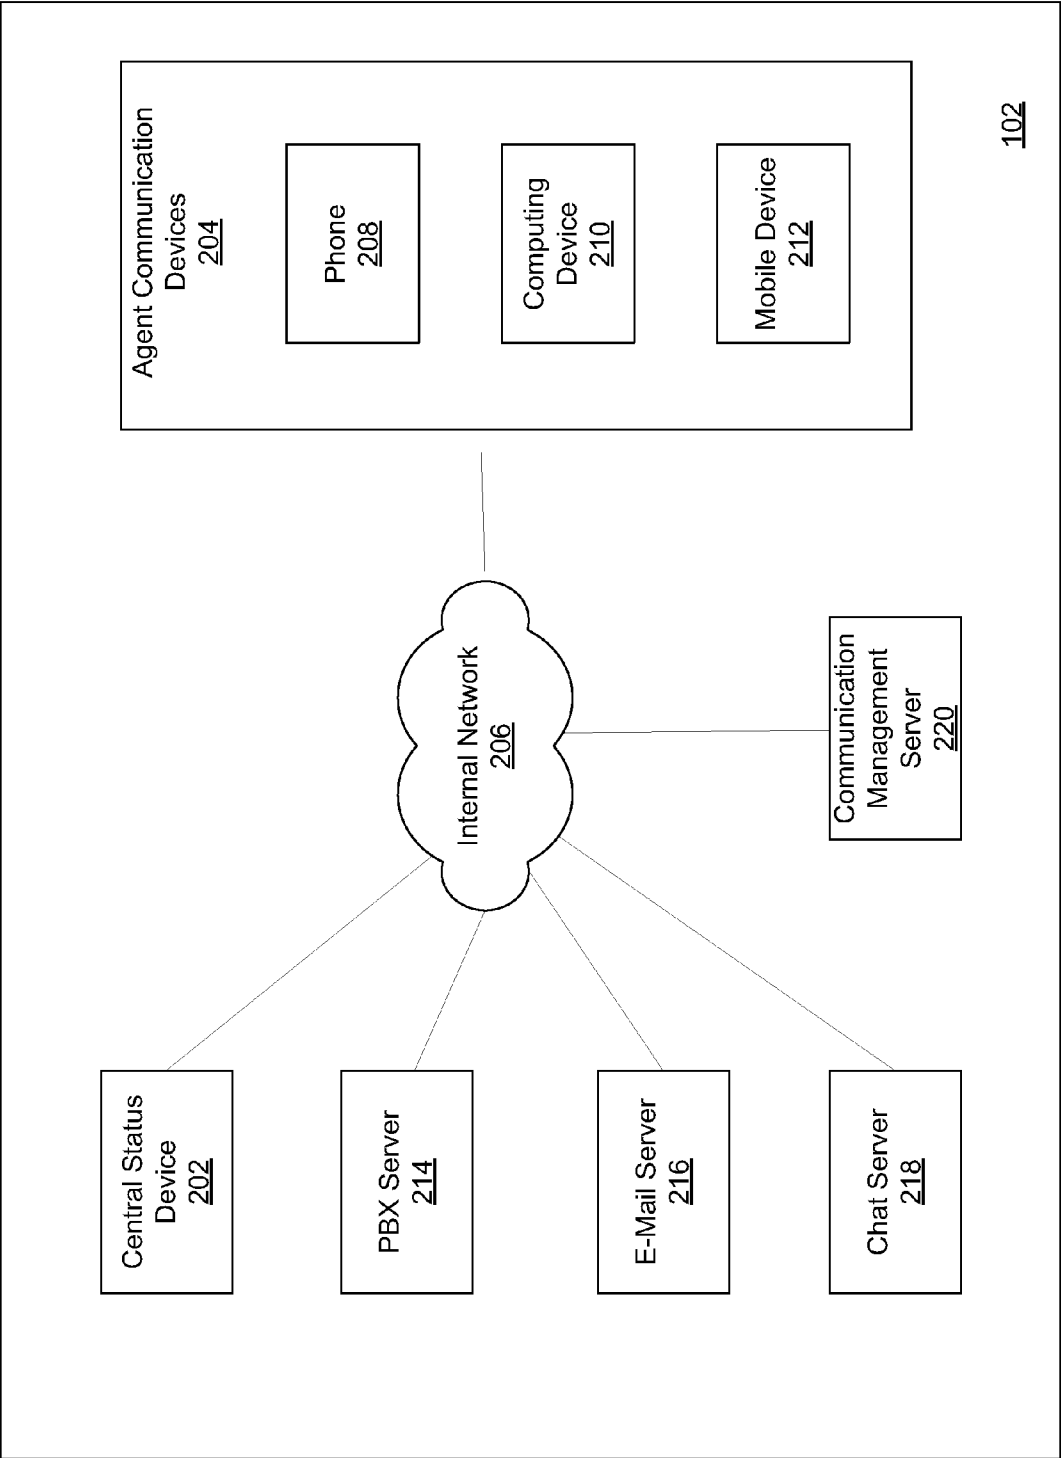 Central Status
Device
202
PBX Server
214
E-Mail Server
216
Chat Server
218
Internal Network
206
Communication
Management
Server
220
Agent Communication
Devices
204
Phone
208
Computing
Device
210
Mobile Device
212
102